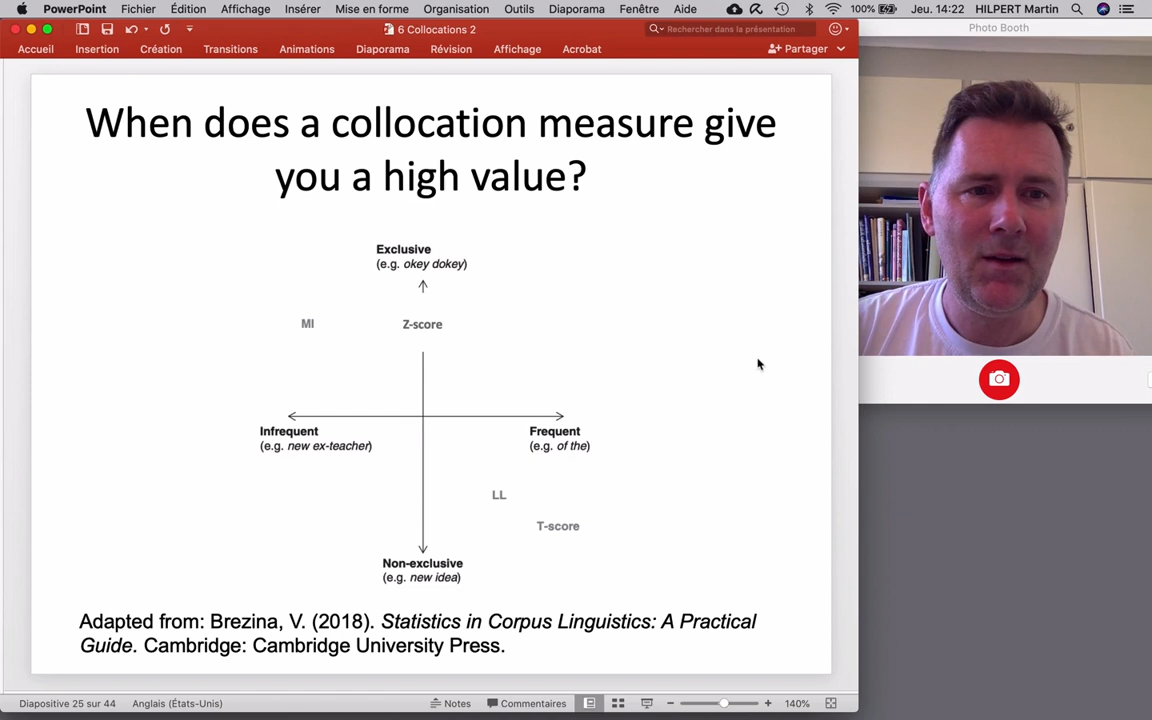 PowerPoint Fichier Édition Affichage Insérer Mise en forme Organisation Outils Diaporama Fenêtre Aide 100% Jeu. 14:22 HILPERT Martin
6 Collocations 2
Rechercher dans la présentation
Photo Booth
Accueil Insertion Création Transitions Animations Diaporama Révision Affichage Acrobat Partager
When does a collocation measure give
you a high value?
Exclusive
(e.g. okey dokey)
MI Z-score
Infrequent
(e.g. new ex-teacher)
Frequent
(e.g. of the)
LL
T-score
Non-exclusive
(e.g. new idea)
Adapted from: Brezina, V. (2018). Statistics in Corpus Linguistics: A Practical
Guide. Cambridge: Cambridge University Press.
Diapositive 25 sur 44 Anglais (États-Unis) Notes Commentaires 140%